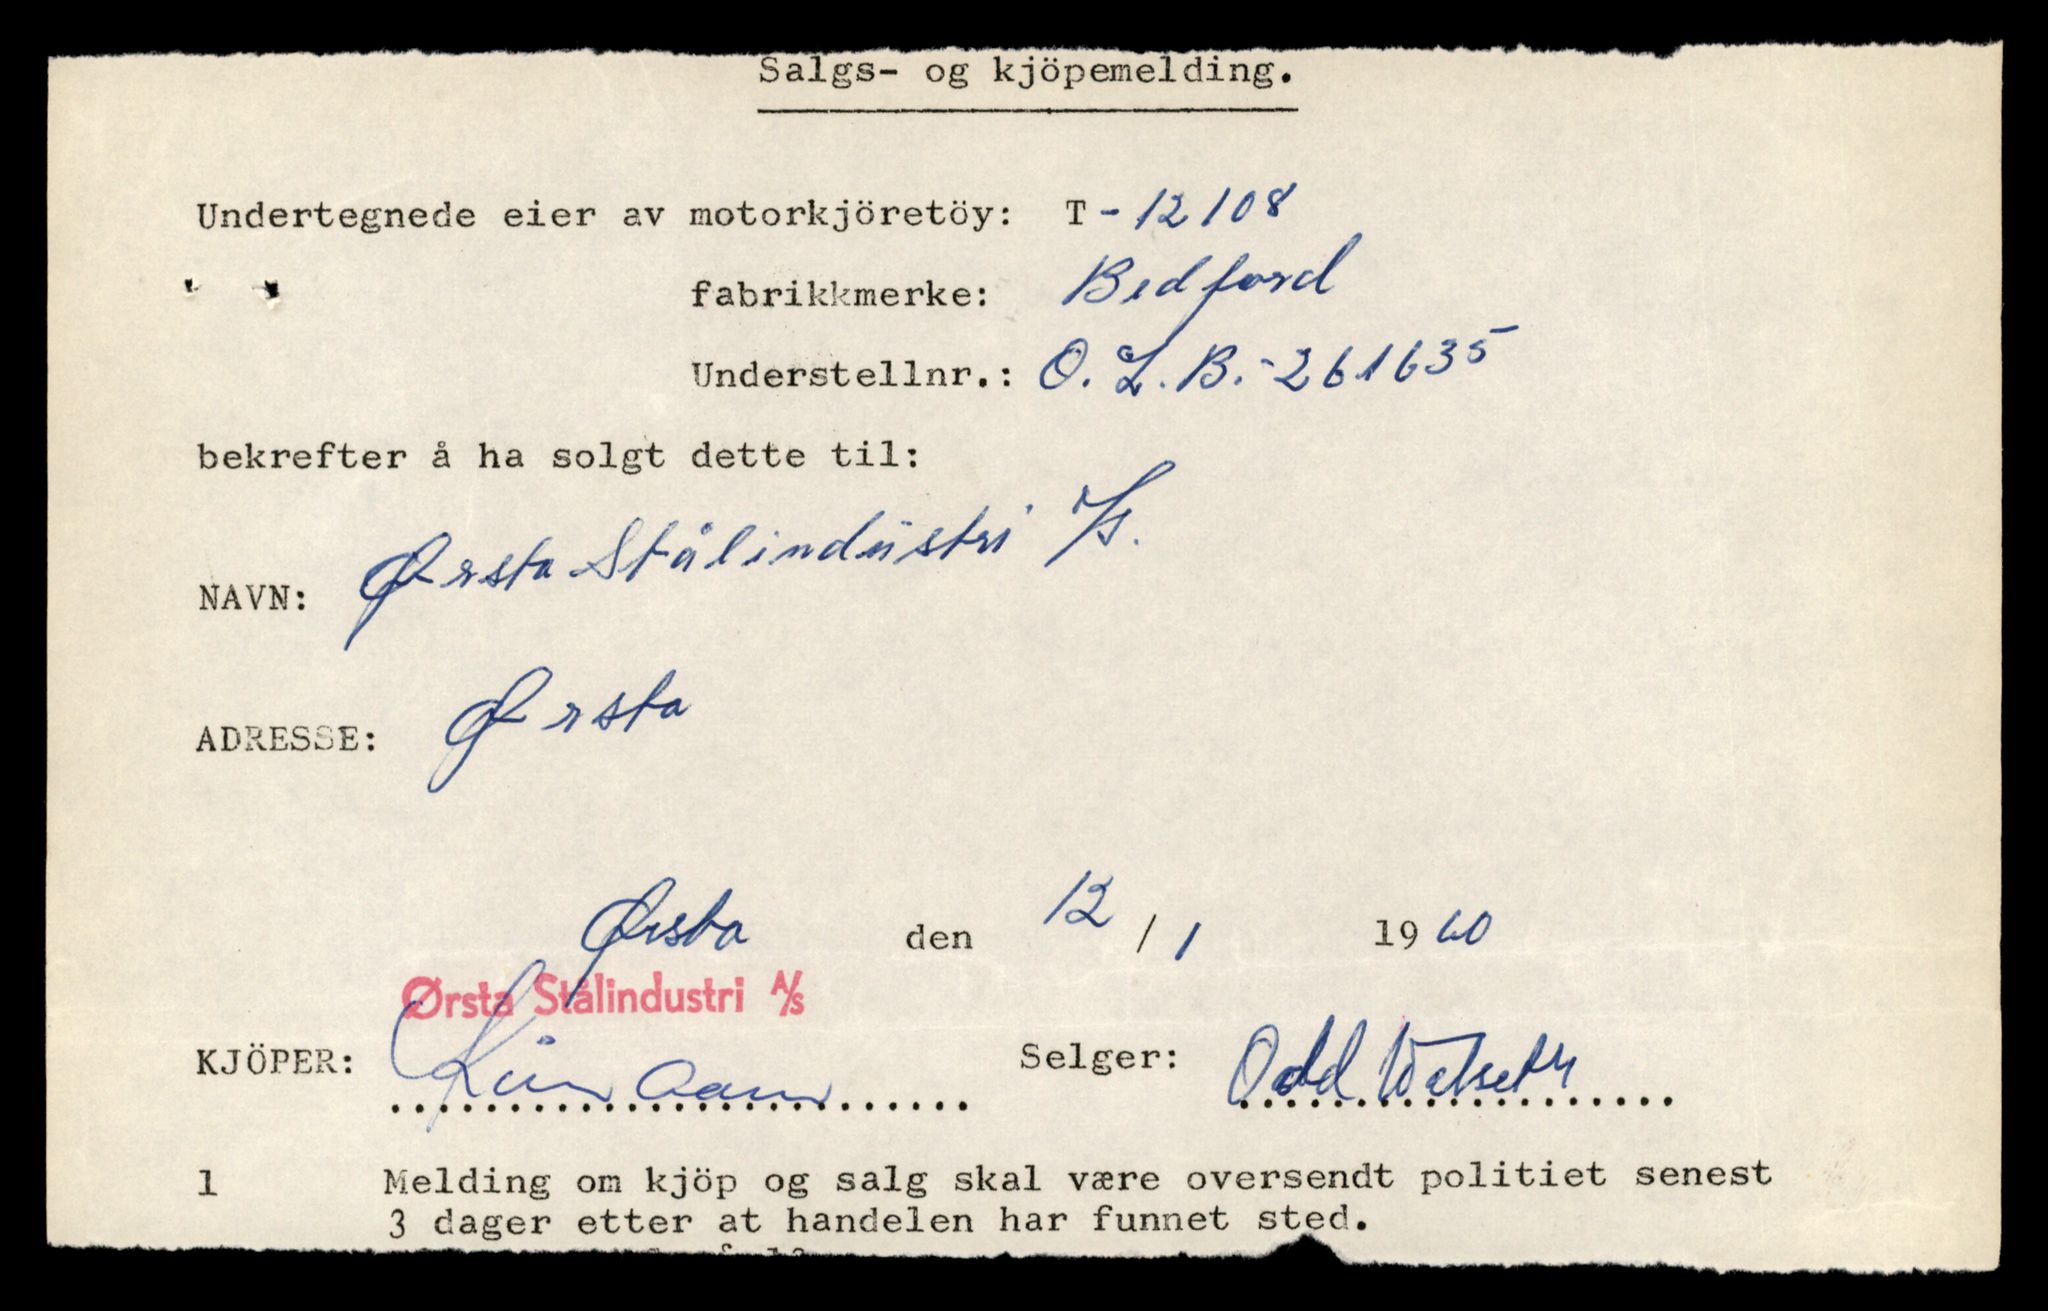 Salgs- og kjöpemelding.
Undertegnede eier av motorkjöretöy: T - 12108
" " fabrikkmerke: Bedford
Understellnr.: O. L. B. - 261635
bekrefter å ha solgt dette til:
NAVN: Ørsta Stålindustri A/S.
ADRESSE: Ørsta
Ørsta den 12 / 1 1960
Ørsta Stålindustri A/S
KJÖPER: Selger: Odd
1 Melding om kjöp og salg skal være oversendt politiet senest
3 dager etter at handelen har funnet sted.